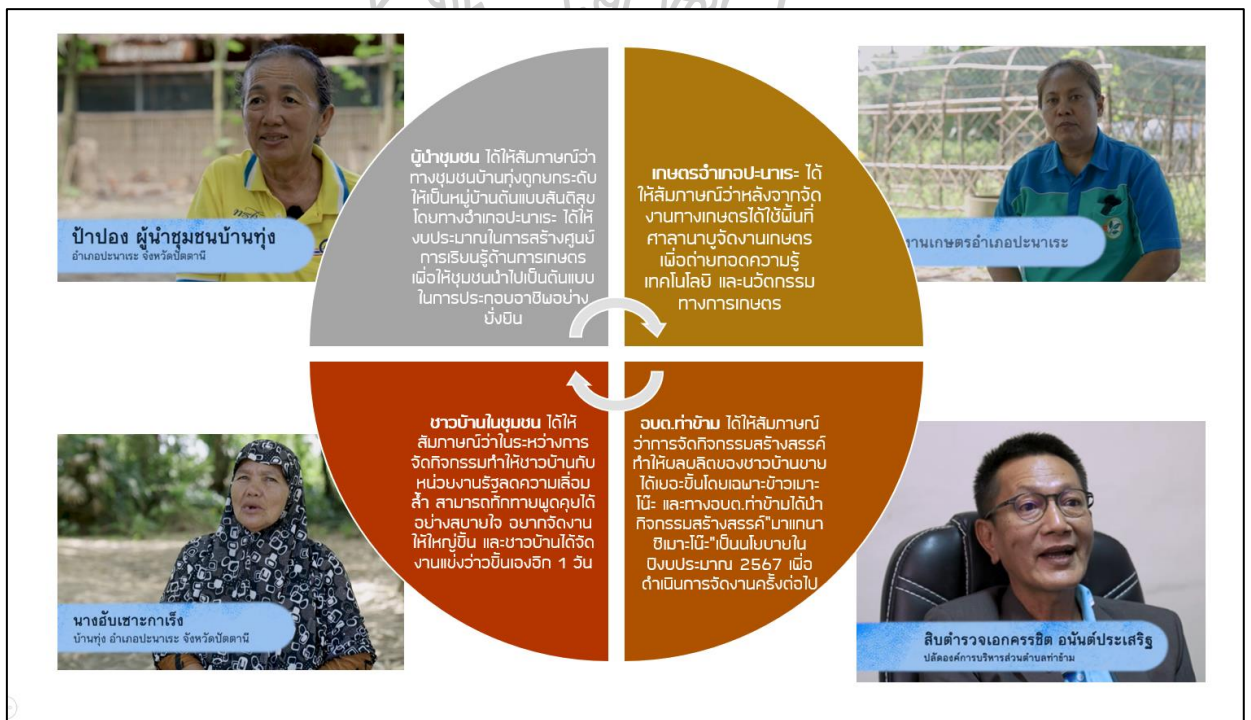 ป้าปอง ผู้นำชุมชนบ้านทุ่ง
อำเภอปะนาเระ จังหวัดปัตตานี
ผู้นำชุมชน ได้ให้สัมภาษณ์ว่า
ทางชุมชนบ้านทุ่งถูกยกระดับ
ให้เป็นหมู่บ้านต้นแบบสันติสุข
โดยทางอำเภอปะนาเระ ได้ให้
งบประมาณในการสร้างศูนย์
การเรียนรู้ด้านการเกษตร
เพื่อให้ชุมชนนำไปเป็นต้นแบบ
ในการประกอบอาชีพอย่าง
ยั่งยืน
เกษตรอำเภอปะนาเระ ได้
ให้สัมภาษณ์ว่าหลังจากจัด
งานทางเกษตรได้ใช้พื้นที่
ศาลานาบูจัดงานเกษตร
เพื่อถ่ายทอดความรู้
เทคโนโลยี และนวัตกรรม
ทางการเกษตร
งานเกษตรอำเภอปะนาเระ
ชาวบ้านในชุมชน ได้ให้
สัมภาษณ์ว่าในระหว่างการ
จัดกิจกรรมทำให้ชาวบ้านกับ
หน่วยงานรัฐลดความเลื่อม
ล้ำ สามารถทักทายพูดคุยได้
อย่างสบายใจ อยากจัดงาน
ให้ใหญ่ขึ้น และชาวบ้านได้จัด
งานแข่งว่าวขึ้นเองอีก 1 วัน
นางฮับเซาะกาเร็ง
บ้านทุ่ง อำเภอปะนาเระ จังหวัดปัตตานี
อบต.ท่าข้าม ได้ให้สัมภาษณ์
ว่าการจัดกิจกรรมสร้างสรรค์
ทำให้ผลผลิตของชาวบ้านขาย
ได้เยอะขึ้นโดยเฉพาะข้าวเมาะ
โน๊ะ และทางอบต.ท่าข้ามได้นำ
กิจกรรมสร้างสรรค์"มาแกนา
ซิเมาะโน๊ะ"เป็นนโยบายใน
ปีงบประมาณ 2567 เพื่อ
ดำเนินการจัดงานครั้งต่อไป
สิบตำรวจเอกครรชิต อนันต์ประเสริฐ
ปลัดองค์การบริหารส่วนตำบลท่าข้าม